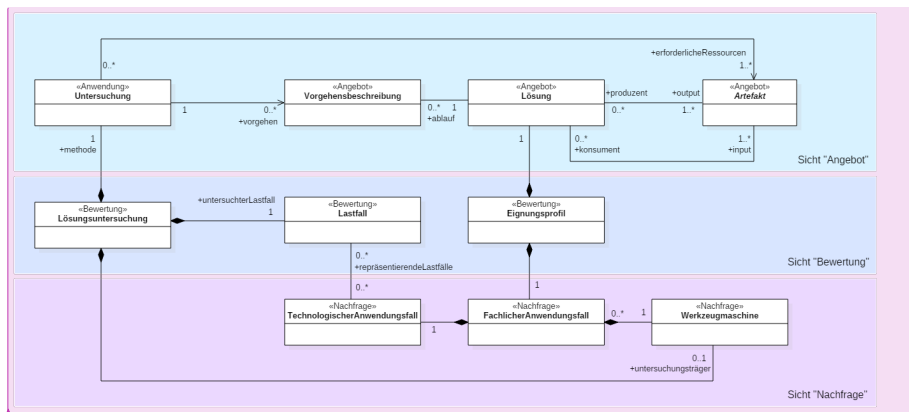 +erforderlicheRessourcen
0..*
1..*
«Anwendung»
Untersuchung
«Angebot»
Vorgehensbeschreibung
«Angebot»
Lösung
«Angebot»
Artefakt
1
0..*
+vorgehen
0..*
1
+ablauf
+produzent
0..*
+output
1..*
1
+methode
1
0..*
+konsument
1..*
+input
Sicht "Angebot"
«Bewertung»
Lösungsuntersuchung
+untersuchterLastfall
1
«Bewertung»
Lastfall
«Bewertung»
Eignungsprofil
0..*
+repräsentierendeLastfälle
0..*
1
Sicht "Bewertung"
«Nachfrage»
TechnologischerAnwendungsfall
1
«Nachfrage»
FachlicherAnwendungsfall
0..*
1
«Nachfrage»
Werkzeugmaschine
0..1
+untersuchungsträger
Sicht "Nachfrage"